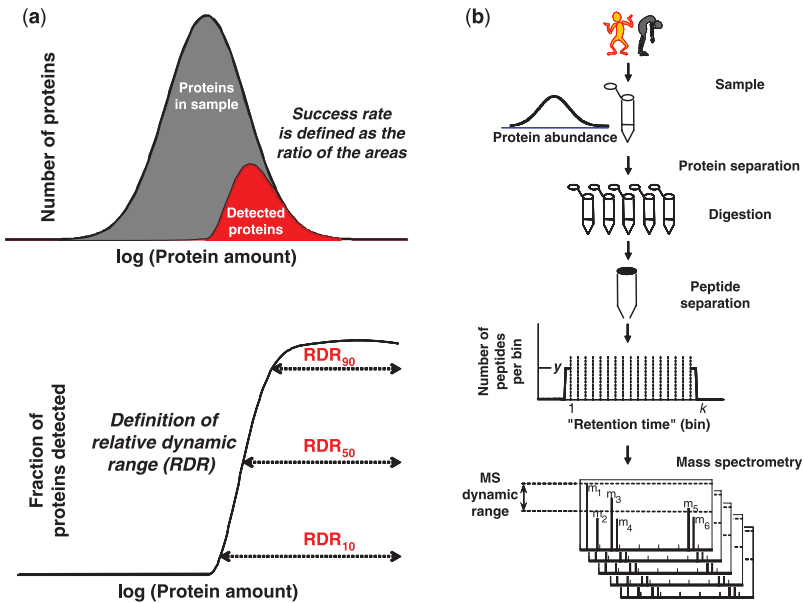 (a)
Number of proteins
Proteins
in sample
Success rate
is defined as the
ratio of the areas
Detected
proteins
log (Protein amount)
Fraction of
proteins detected
Definition of
relative dynamic
range (RDR)
RDR90
RDR50
RDR10
log (Protein amount)
(b)
Sample
Protein abundance
Protein separation
Digestion
Peptide
separation
Number of
peptides
per bin
y
1
k
"Retention time" (bin)
Mass spectrometry
MS
dynamic
range
m1
m2
m3
m4
m5
m6